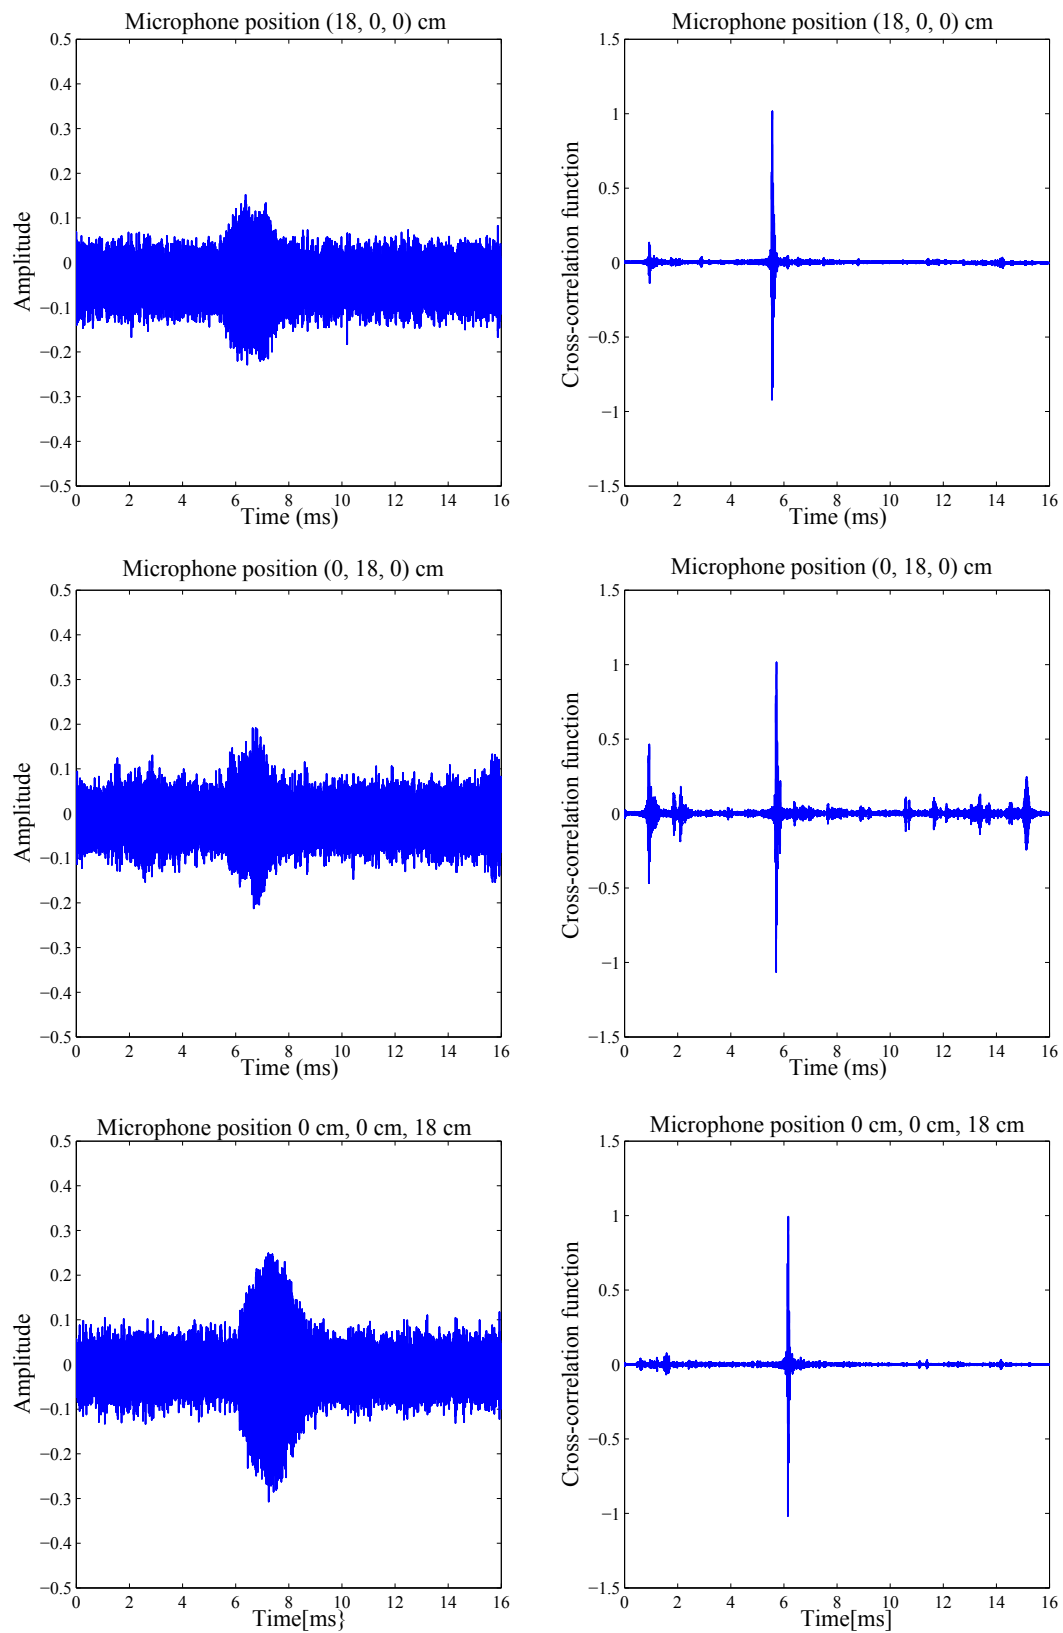 Microphone position (18, 0, 0) cm
0.5
0.4
0.3
0.2
0.1
0
−0.1
−0.2
−0.3
−0.4
−0.5
Amplitude
0 2 4 6 8 10 12 14 16
Time (ms)
Microphone position (18, 0, 0) cm
1.5
1
0.5
0
−0.5
−1
−1.5
Cross-correlation function
0 2 4 6 8 10 12 14 16
Time (ms)
Microphone position (0, 18, 0) cm
0.5
0.4
0.3
0.2
0.1
0
−0.1
−0.2
−0.3
−0.4
−0.5
Amplitude
0 2 4 6 8 10 12 14 16
Time (ms)
Microphone position (0, 18, 0) cm
1.5
1
0.5
0
−0.5
−1
−1.5
Cross-correlation function
0 2 4 6 8 10 12 14 16
Time (ms)
Microphone position 0 cm, 0 cm, 18 cm
0.5
0.4
0.3
0.2
0.1
0
−0.1
−0.2
−0.3
−0.4
−0.5
Amplitude
0 2 4 6 8 10 12 14 16
Time[ms}
Microphone position 0 cm, 0 cm, 18 cm
1.5
1
0.5
0
−0.5
−1
−1.5
Cross-correlation function
0 2 4 6 8 10 12 14 16
Time[ms]